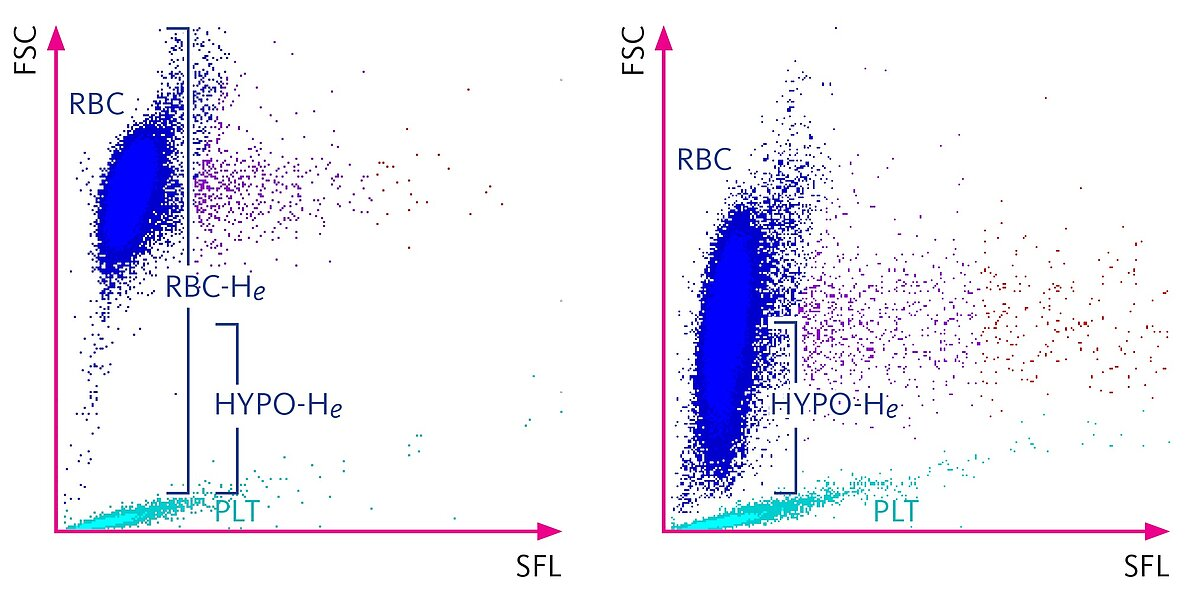 FSC
RBC
RBC-He
HYPO-He
PLT
SFL
FSC
RBC
HYPO-He
PLT
SFL